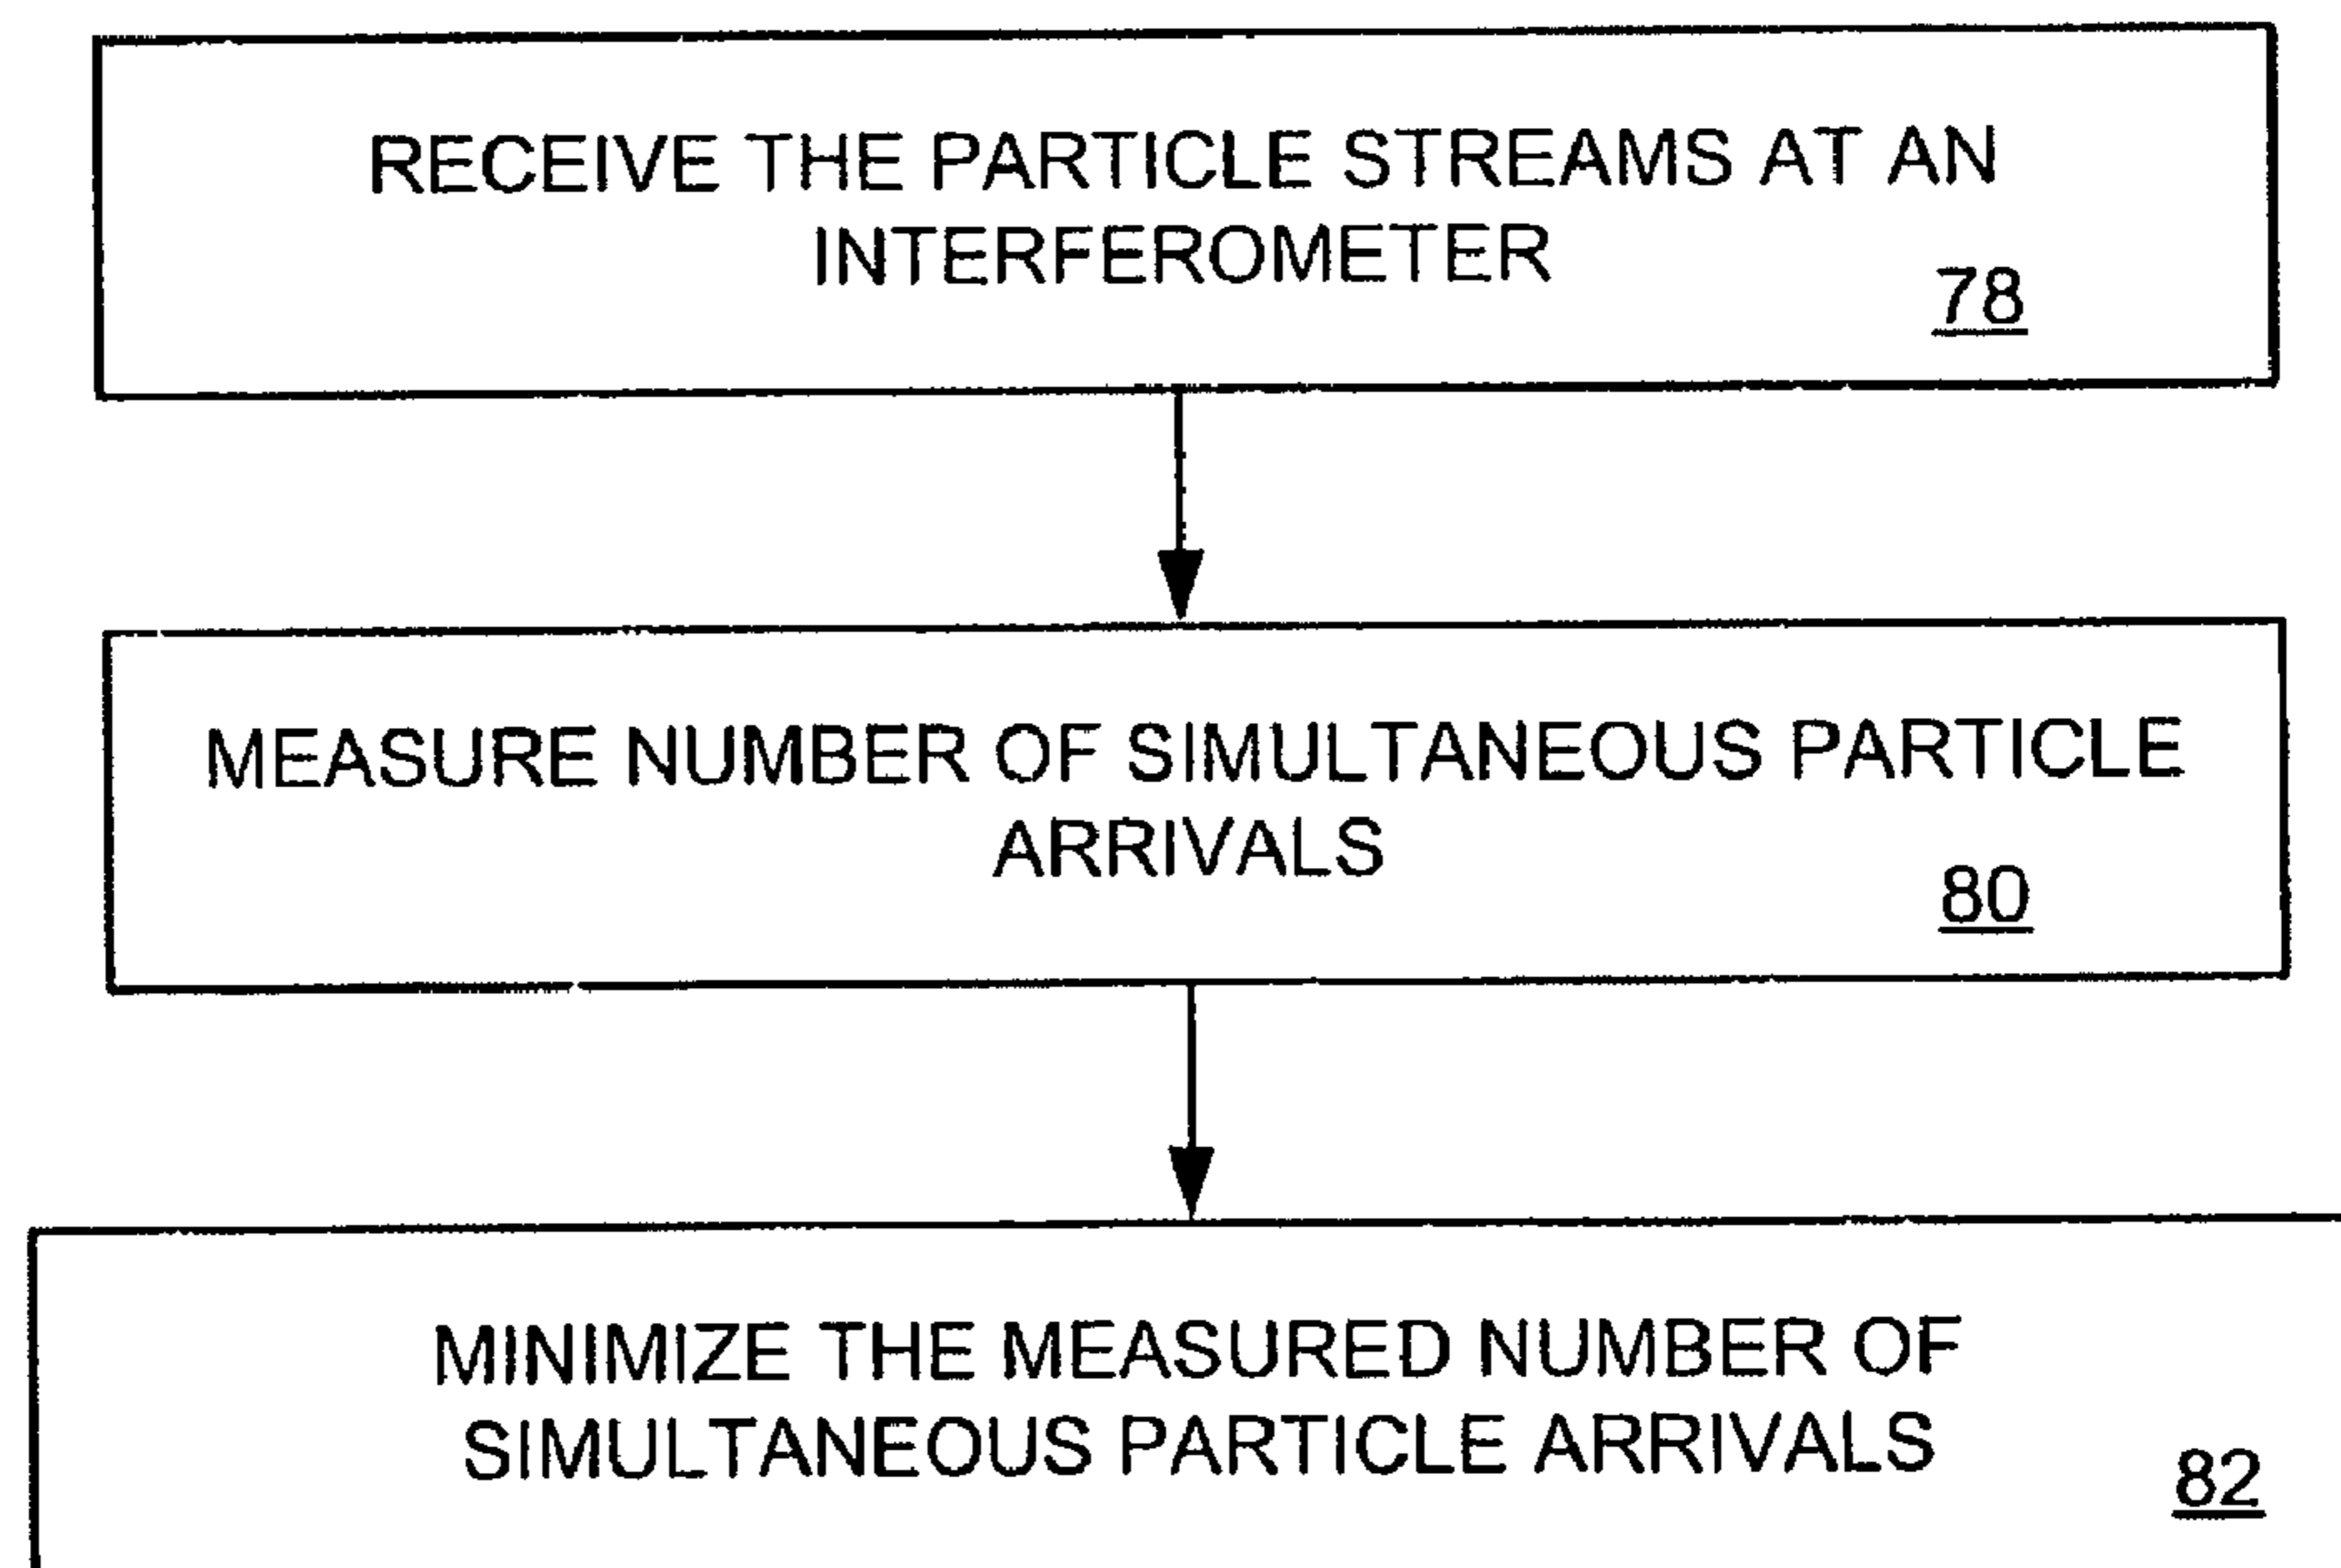 RECEIVE THE PARTICLE STREAMS AT AN
INTERFEROMETER
78
MEASURE NUMBER OF SIMULTANEOUS PARTICLE
ARRIVALS
80
MINIMIZE THE MEASURED NUMBER OF
SIMULTANEOUS PARTICLE ARRIVALS
82